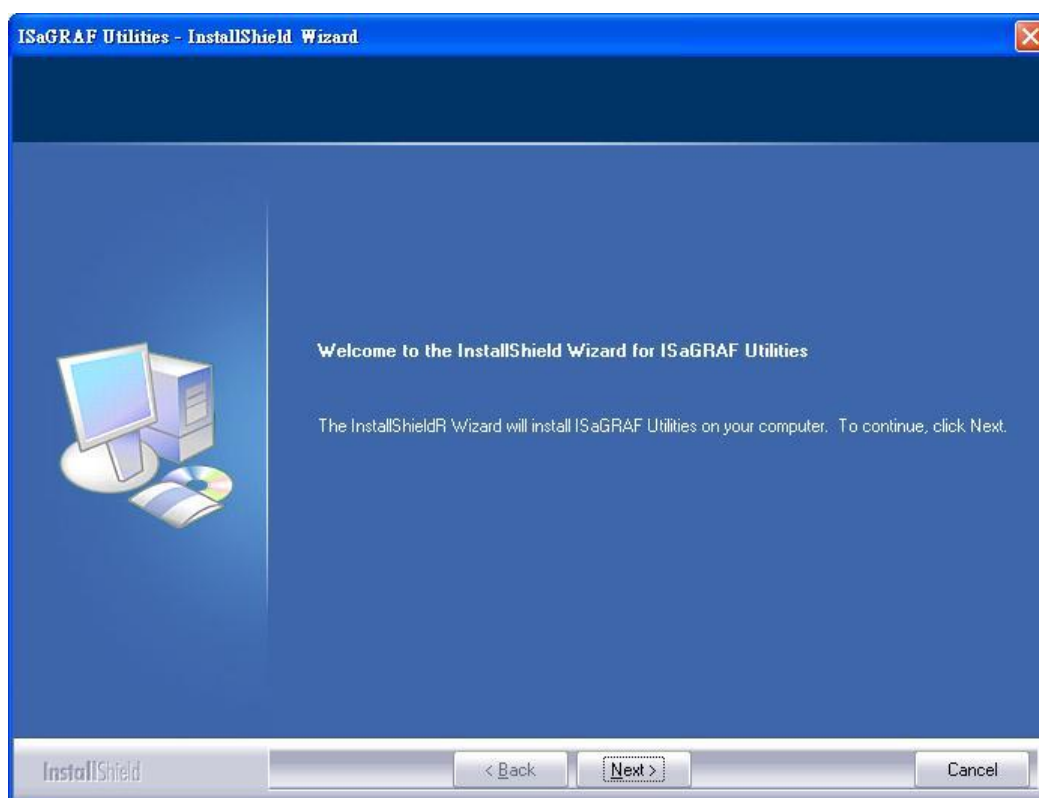 ISaGRAF Utilities - InstallShield Wizard
Welcome to the InstallShield Wizard for ISaGRAF Utilities
The InstallShieldR Wizard will install ISaGRAF Utilities on your computer. To continue, click Next.
InstallShield
< Back
Next >
Cancel